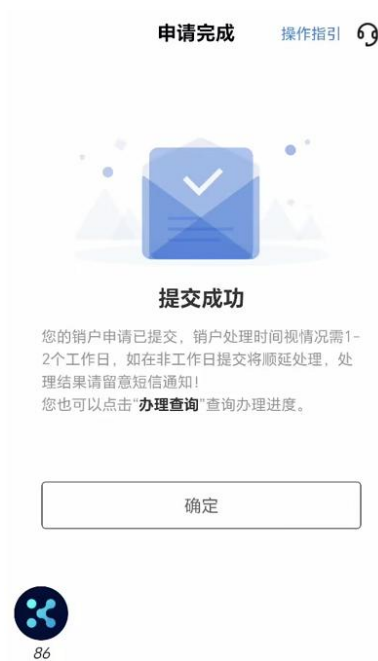 申请完成 操作指引
提交成功
您的销户申请已提交，销户处理时间视情况需1-
2个工作日，如在非工作日提交将顺延处理，处
理结果请留意短信通知！
您也可以点击“办理查询”查询办理进度。
确定
86